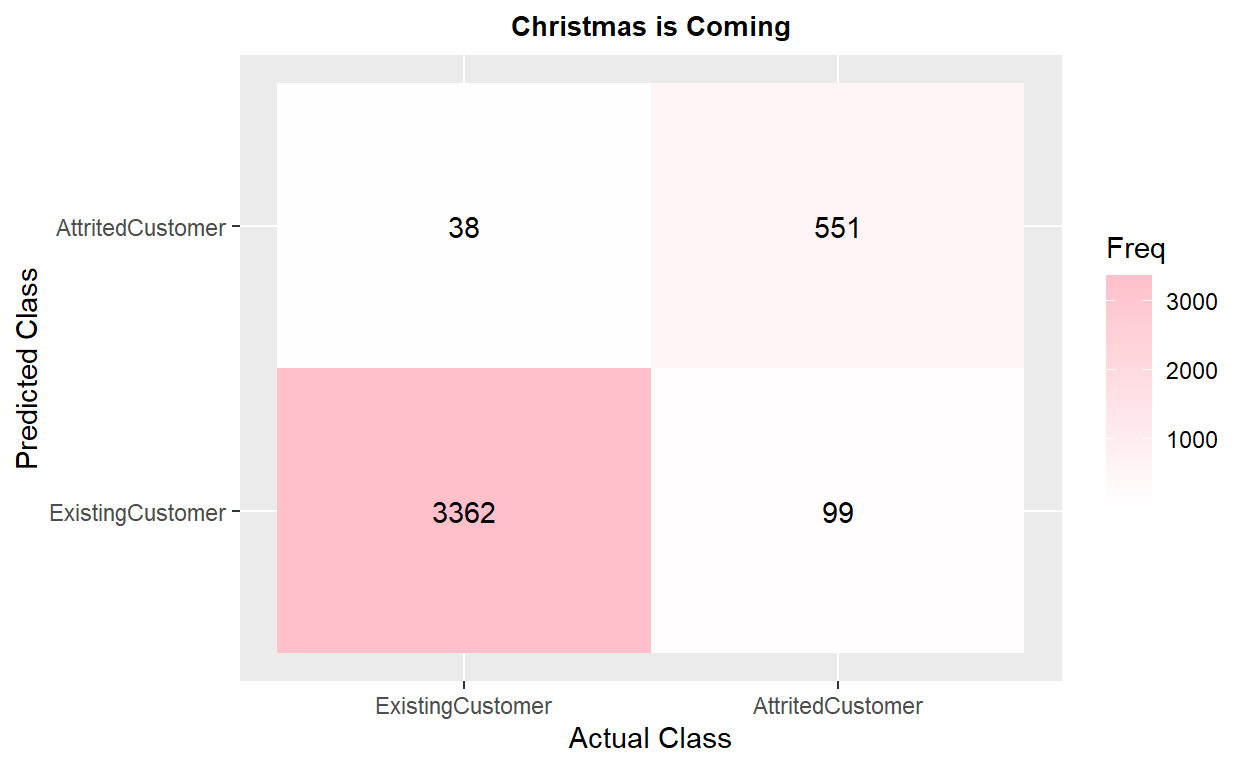 Christmas is Coming
Predicted Class
AttritedCustomer
38
551
ExistingCustomer
3362
99
ExistingCustomer
AttritedCustomer
Actual Class
Freq
3000
2000
1000